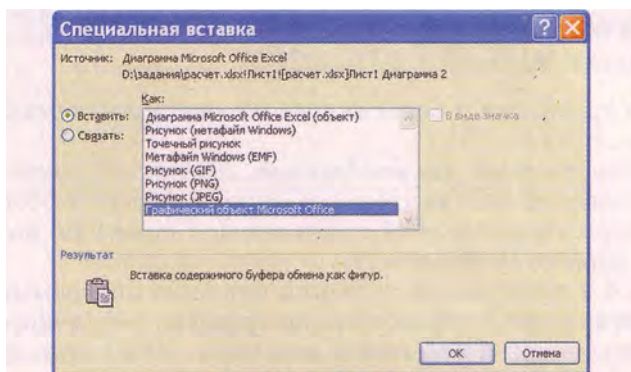 Специальная вставка
Источник: Диаграмма Microsoft Office Excel
D:\задания\расчет.xlsx!Лист1![расчет.xlsx]Лист1 Диаграмма 2
Как:
Вставить:
Связать:
Диаграмма Microsoft Office Excel (объект)
Рисунок (метафайл Windows)
Точечный рисунок
Метафайл Windows (EMF)
Рисунок (GIF)
Рисунок (PNG)
Рисунок (JPEG)
Графический объект Microsoft Office
В виде значка
Результат
Вставка содержимого буфера обмена как фигур.
ОК
Отмена